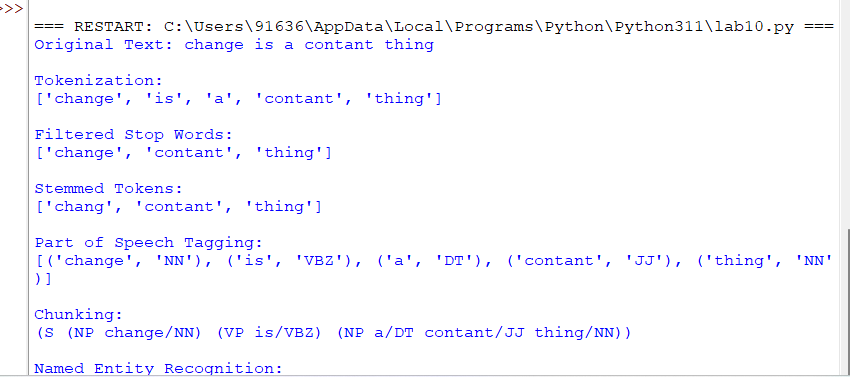 >>>
=== RESTART: C:\Users\91636\AppData\Local\Programs\Python\Python311\lab10.py ===
Original Text: change is a contant thing
Tokenization:
['change', 'is', 'a', 'contant', 'thing']
Filtered Stop Words:
['change', 'contant', 'thing']
Stemmed Tokens:
['chang', 'contant', 'thing']
Part of Speech Tagging:
[('change', 'NN'), ('is', 'VBZ'), ('a', 'DT'), ('contant', 'JJ'), ('thing', 'NN'
)]
Chunking:
(S (NP change/NN) (VP is/VBZ) (NP a/DT contant/JJ thing/NN))
Named Entity Recognition: